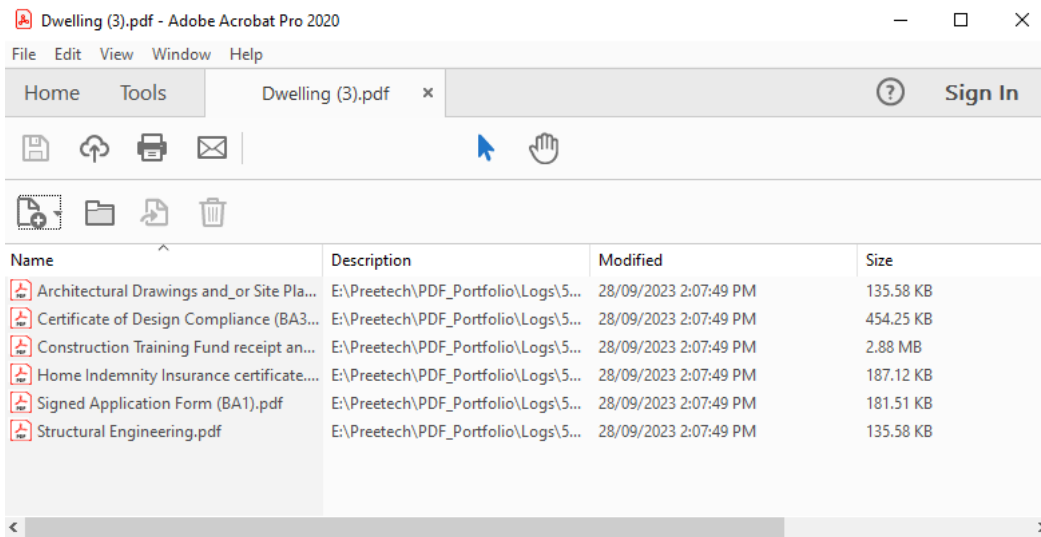 Dwelling (3).pdf - Adobe Acrobat Pro 2020
File Edit View Window Help
Home Tools Dwelling (3).pdf × ? Sign In
Name Description Modified Size
Architectural Drawings and_or Site Pla... E:\Preetech\PDF_Portfolio\Logs\5... 28/09/2023 2:07:49 PM 135.58 KB
Certificate of Design Compliance (BA3... E:\Preetech\PDF_Portfolio\Logs\5... 28/09/2023 2:07:49 PM 454.25 KB
Construction Training Fund receipt an... E:\Preetech\PDF_Portfolio\Logs\5... 28/09/2023 2:07:49 PM 2.88 MB
Home Indemnity Insurance certificate.... E:\Preetech\PDF_Portfolio\Logs\5... 28/09/2023 2:07:49 PM 187.12 KB
Signed Application Form (BA1).pdf E:\Preetech\PDF_Portfolio\Logs\5... 28/09/2023 2:07:49 PM 181.51 KB
Structural Engineering.pdf E:\Preetech\PDF_Portfolio\Logs\5... 28/09/2023 2:07:49 PM 135.58 KB